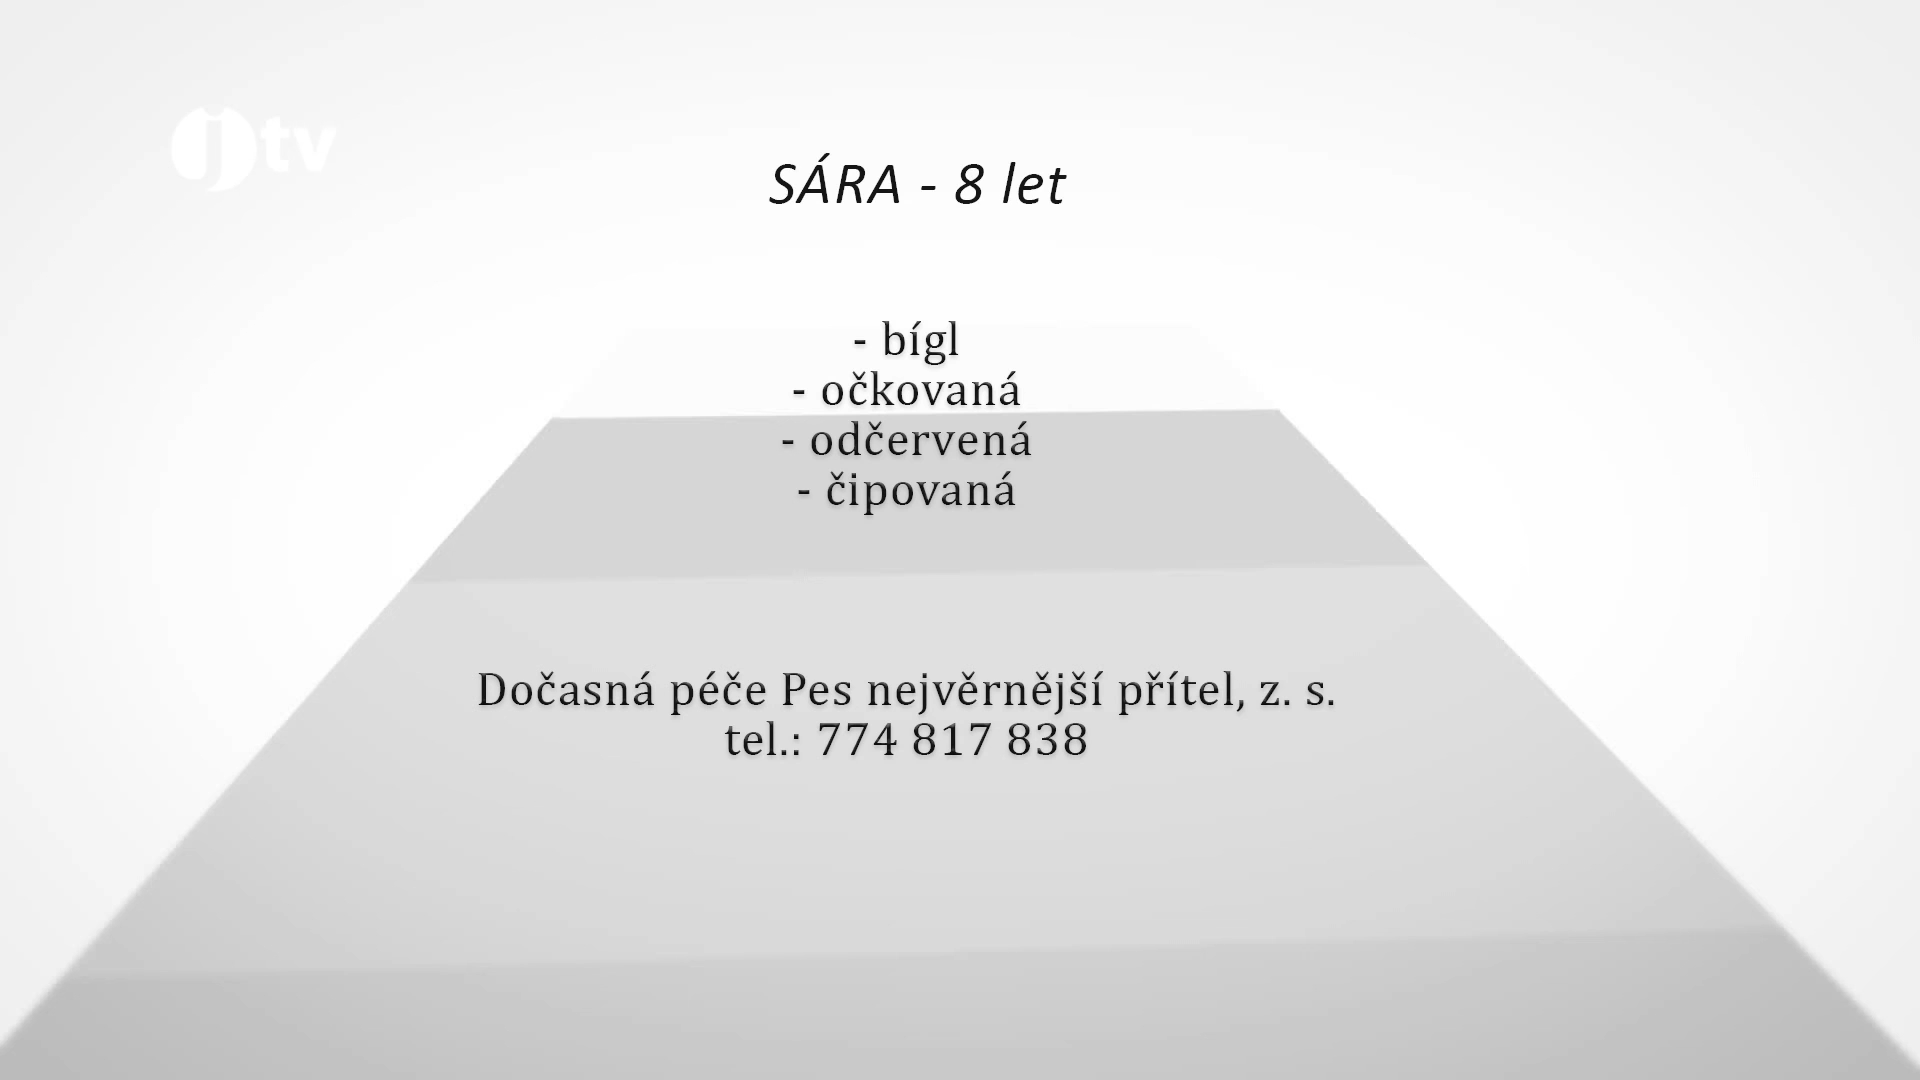 jtv
SÁRA - 8 let
- bígl
- očkovaná
- odčervená
- čipovaná
Dočasná péče Pes nejvěrnější přítel, z. s.
tel.: 774 817 838